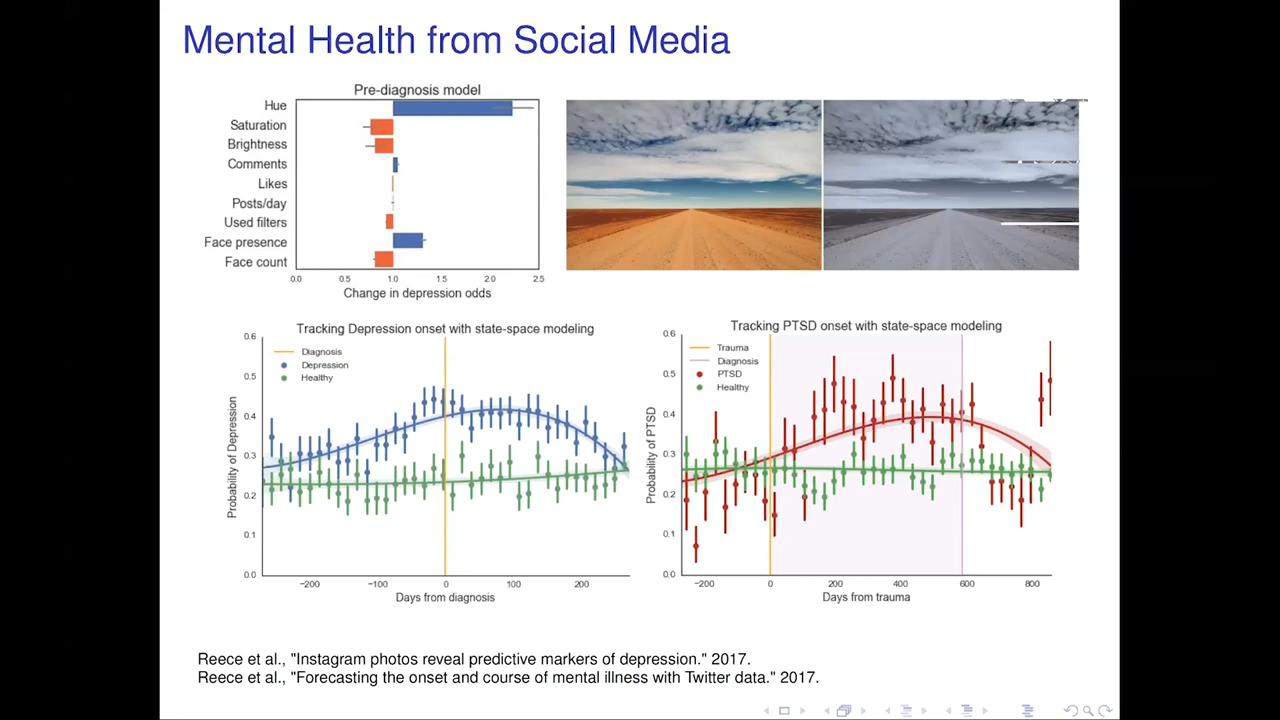 Mental Health from Social Media
Pre-diagnosis model
Hue
Saturation
Brightness
Comments
Likes
Posts/day
Used filters
Face presence
Face count
0.0 0.5 1.0 1.5 2.0 2.5
Change in depression odds
Tracking Depression onset with state-space modeling
Probability of Depression
0.6
0.5
0.4
0.3
0.2
0.1
0.0
Diagnosis
Depression
Healthy
−200 −100 0 100 200
Days from diagnosis
Tracking PTSD onset with state-space modeling
Probability of PTSD
0.6
0.5
0.4
0.3
0.2
0.1
0.0
Trauma
Diagnosis
PTSD
Healthy
−200 0 200 400 600 800
Days from trauma
Reece et al., "Instagram photos reveal predictive markers of depression." 2017.
Reece et al., "Forecasting the onset and course of mental illness with Twitter data." 2017.